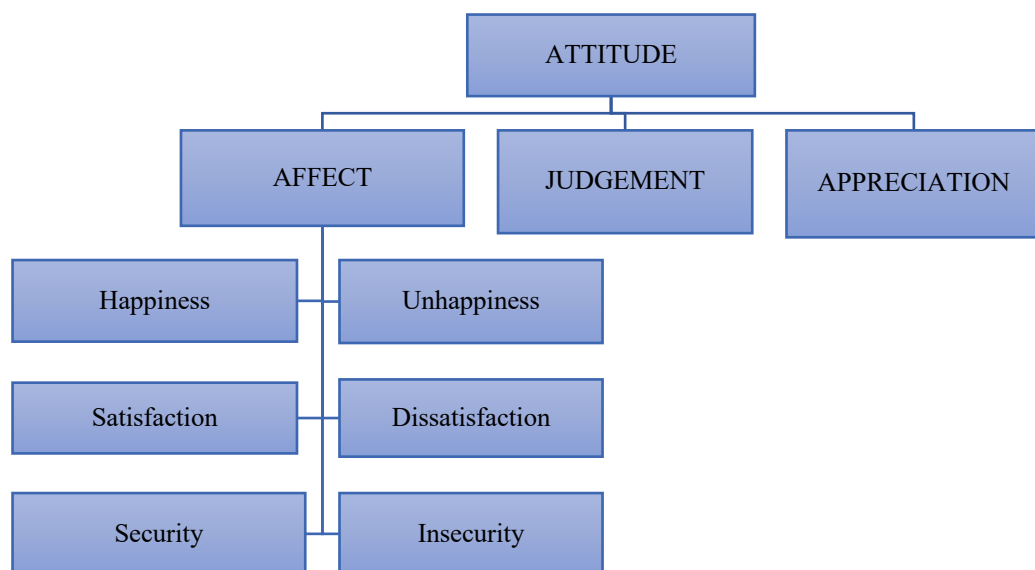 ATTITUDE
AFFECT
JUDGEMENT
APPRECIATION
Happiness
Unhappiness
Satisfaction
Dissatisfaction
Security
Insecurity